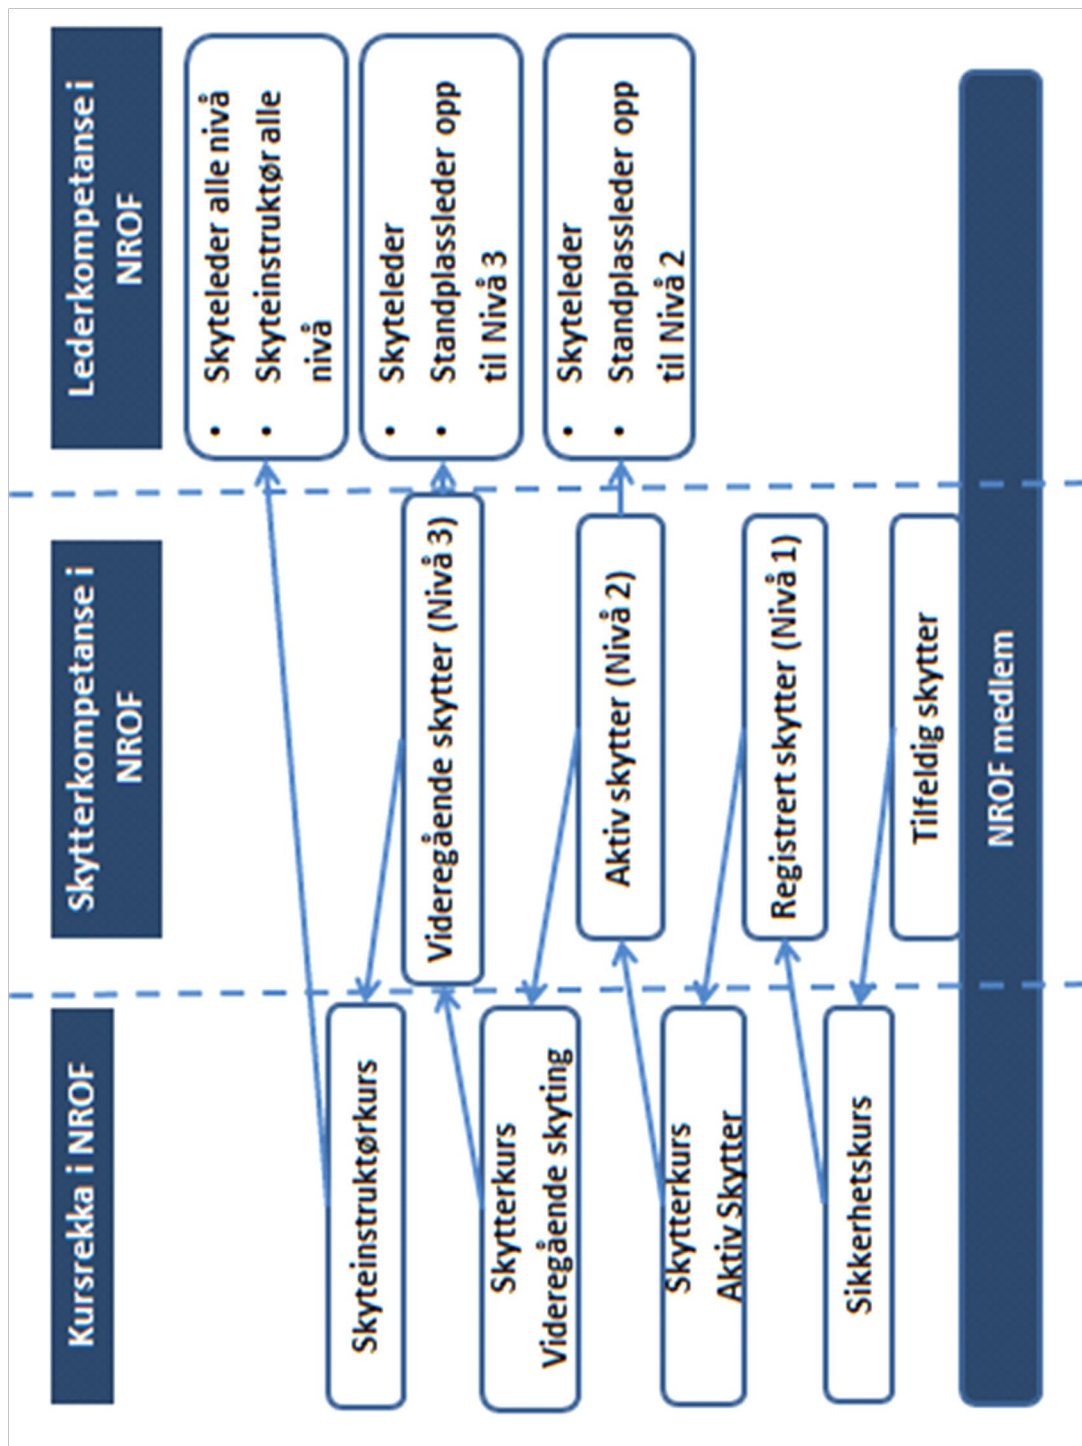 Kursrekka i NROF
Skytterkompetanse i
NROF
Lederkompetanse i
NROF
Skyteinstruktørkurs
Skytterkurs
Videregående skyting
Skytterkurs
Aktiv Skytter
Sikkerhetskurs
Videregående skytter (Nivå 3)
Aktiv skytter (Nivå 2)
Registrert skytter (Nivå 1)
Tilfeldig skytter
• Skyteleder alle nivå
• Skyteinstruktør alle
nivå
• Skyteleder
• Standplassleder opp
til Nivå 3
• Skyteleder
• Standplassleder opp
til Nivå 2
NROF medlem